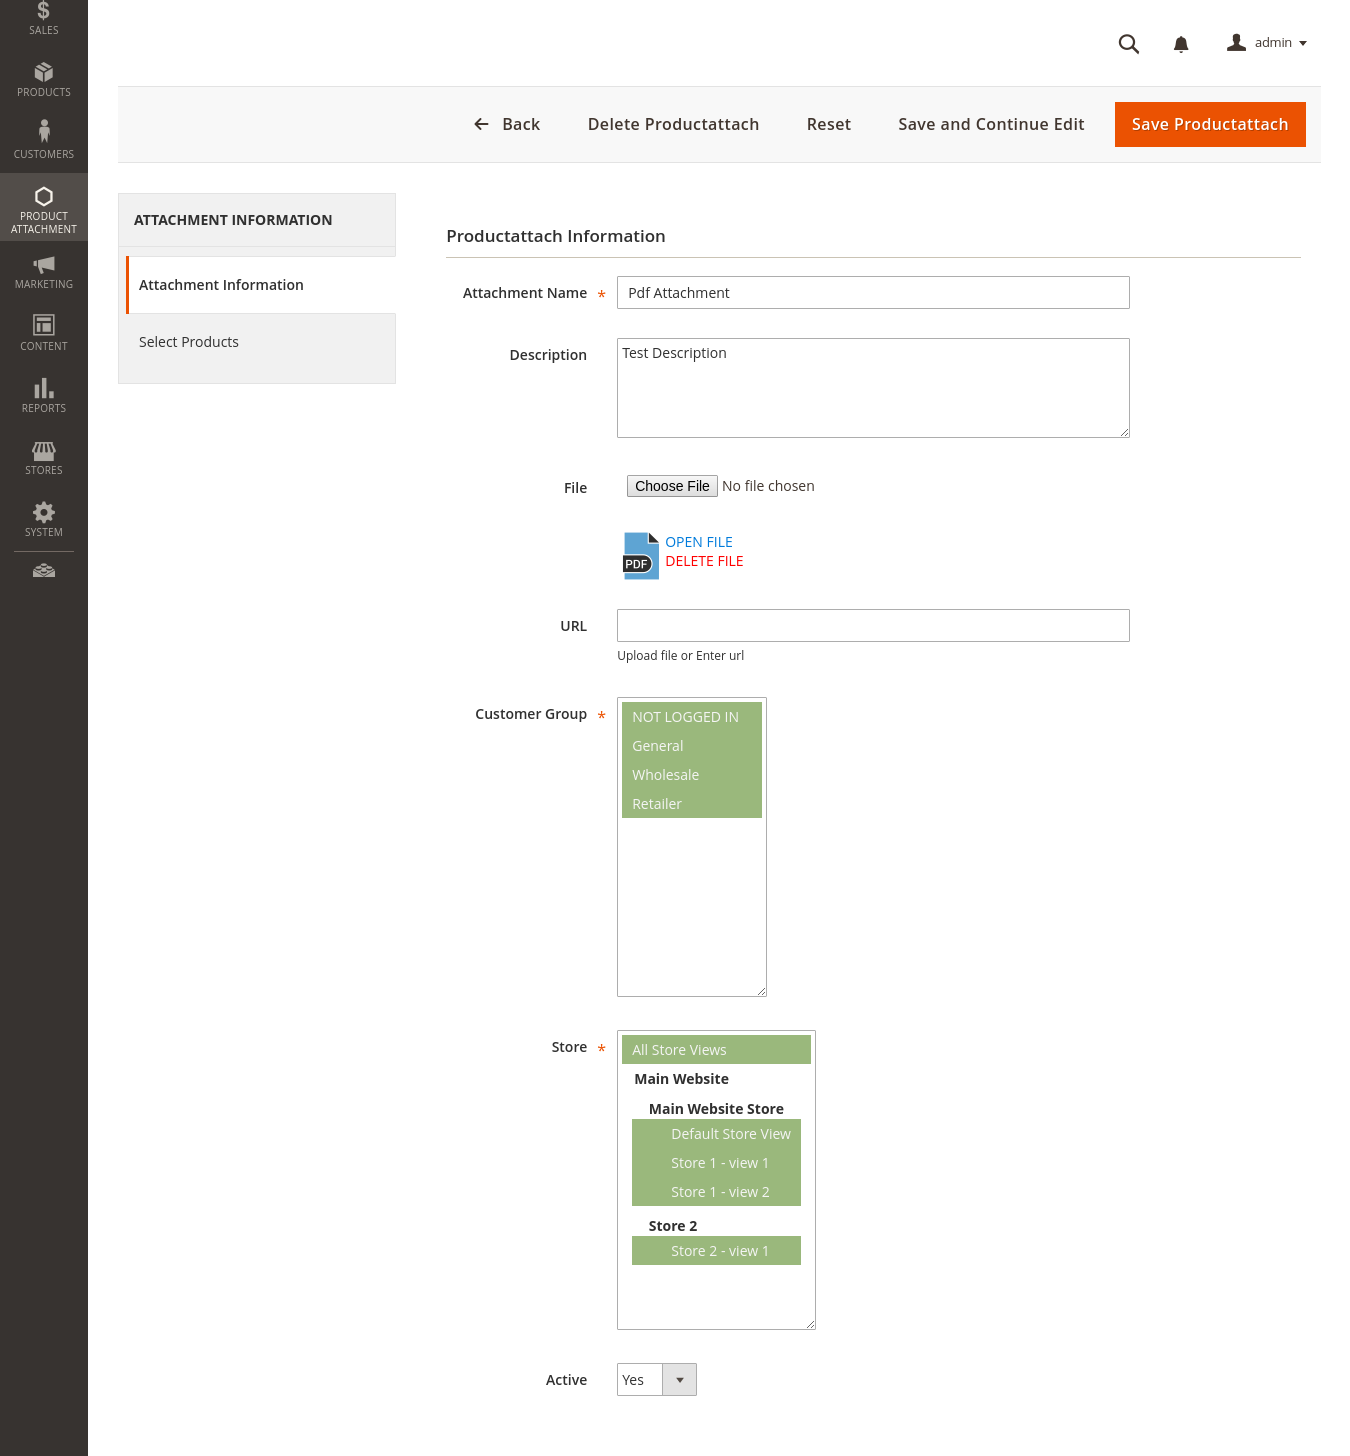 $
SALES
PRODUCTS
CUSTOMERS
PRODUCT
ATTACHMENT
MARKETING
CONTENT
REPORTS
STORES
SYSTEM
admin
Back
Delete Productattach
Reset
Save and Continue Edit
Save Productattach
ATTACHMENT INFORMATION
Attachment Information
Select Products
Productattach Information
Attachment Name *
Pdf Attachment
Description
Test Description
File
Choose File No file chosen
PDF
OPEN FILE
DELETE FILE
URL
Upload file or Enter url
Customer Group *
NOT LOGGED IN
General
Wholesale
Retailer
Store *
All Store Views
Main Website
Main Website Store
Default Store View
Store 1 - view 1
Store 1 - view 2
Store 2
Store 2 - view 1
Active
Yes